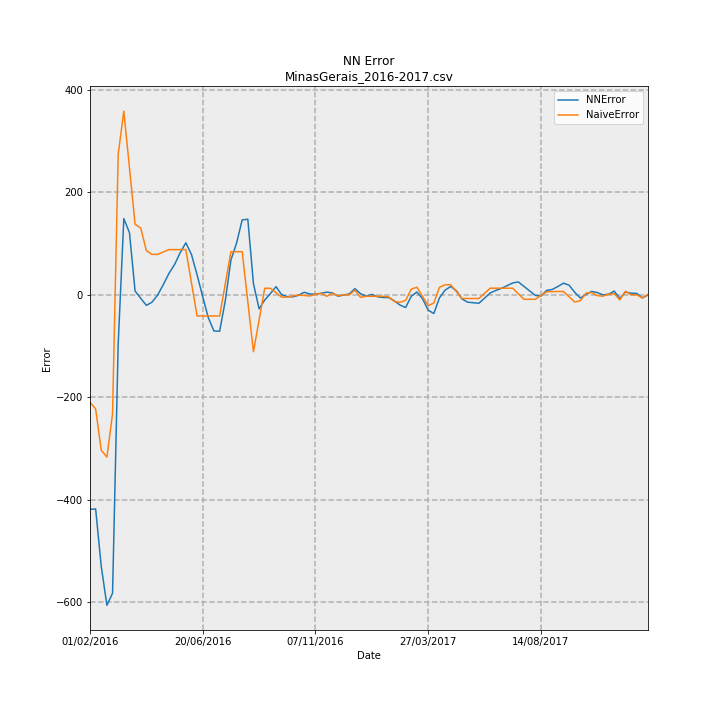 NN Error
MinasGerais_2016-2017.csv
NNError
NaiveError
400
200
0
−200
−400
−600
Error
01/02/2016 20/06/2016 07/11/2016 27/03/2017 14/08/2017
Date